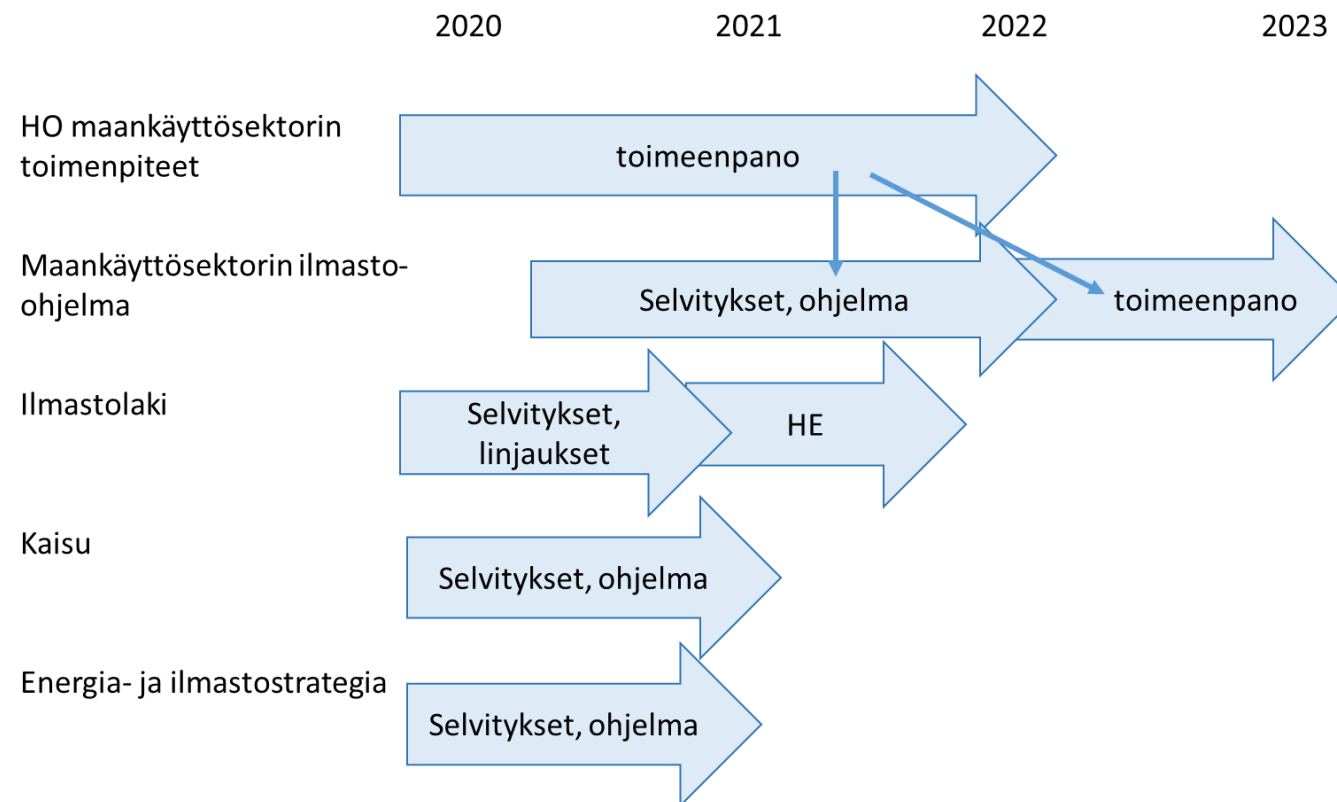 2020 2021 2022 2023
HO maankäyttösektorin
toimenpiteet
toimeenpano
Maankäyttösektorin ilmasto-
ohjelma
Selvitykset, ohjelma
toimeenpano
Ilmastolaki
Selvitykset,
linjaukset
HE
Kaisu
Selvitykset, ohjelma
Energia- ja ilmastostrategia
Selvitykset, ohjelma